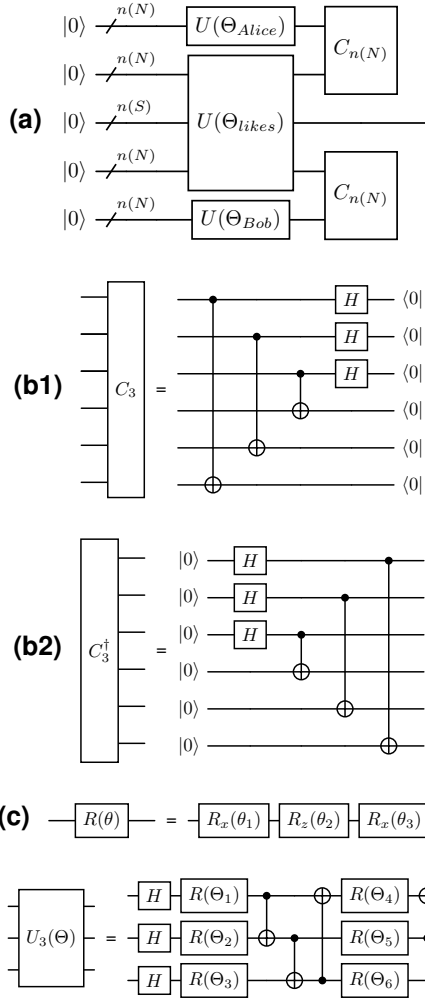 |0⟩ n(N) U(Θ_Alice) C_n(N)
|0⟩ n(N)
(a) |0⟩ n(S) U(Θ_likes)
|0⟩ n(N) C_n(N)
|0⟩ n(N) U(Θ_Bob)
H ⟨0|
H ⟨0|
H ⟨0|
(b1) C_3 = ⟨0|
⟨0|
⟨0|
|0⟩ H
|0⟩ H
|0⟩ H
(b2) C_3^† = |0⟩
|0⟩
|0⟩
(c) R(θ) = R_x(θ_1) R_z(θ_2) R_x(θ_3)
H R(Θ_1) R(Θ_4)
U_3(Θ) = H R(Θ_2) R(Θ_5)
H R(Θ_3) R(Θ_6)